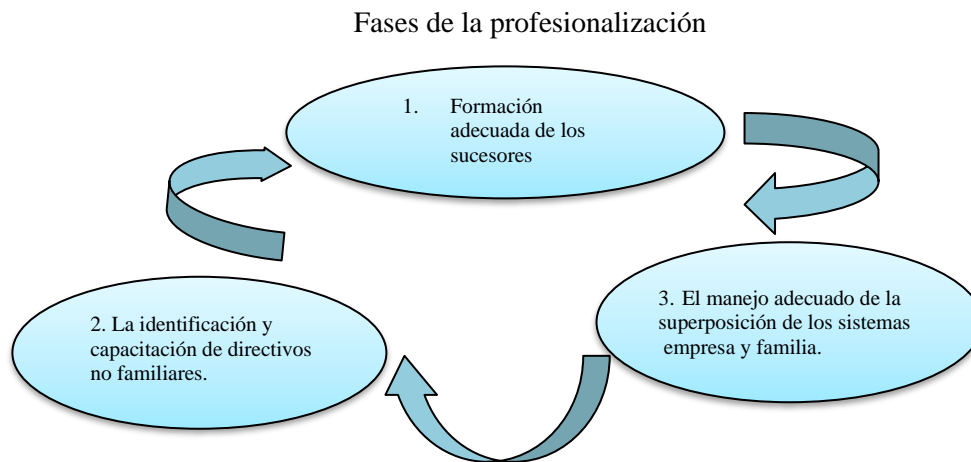 Fases de la profesionalización
1. Formación
adecuada de los
sucesores
2. La identificación y
capacitación de directivos
no familiares.
3. El manejo adecuado de la
superposición de los sistemas
empresa y familia.